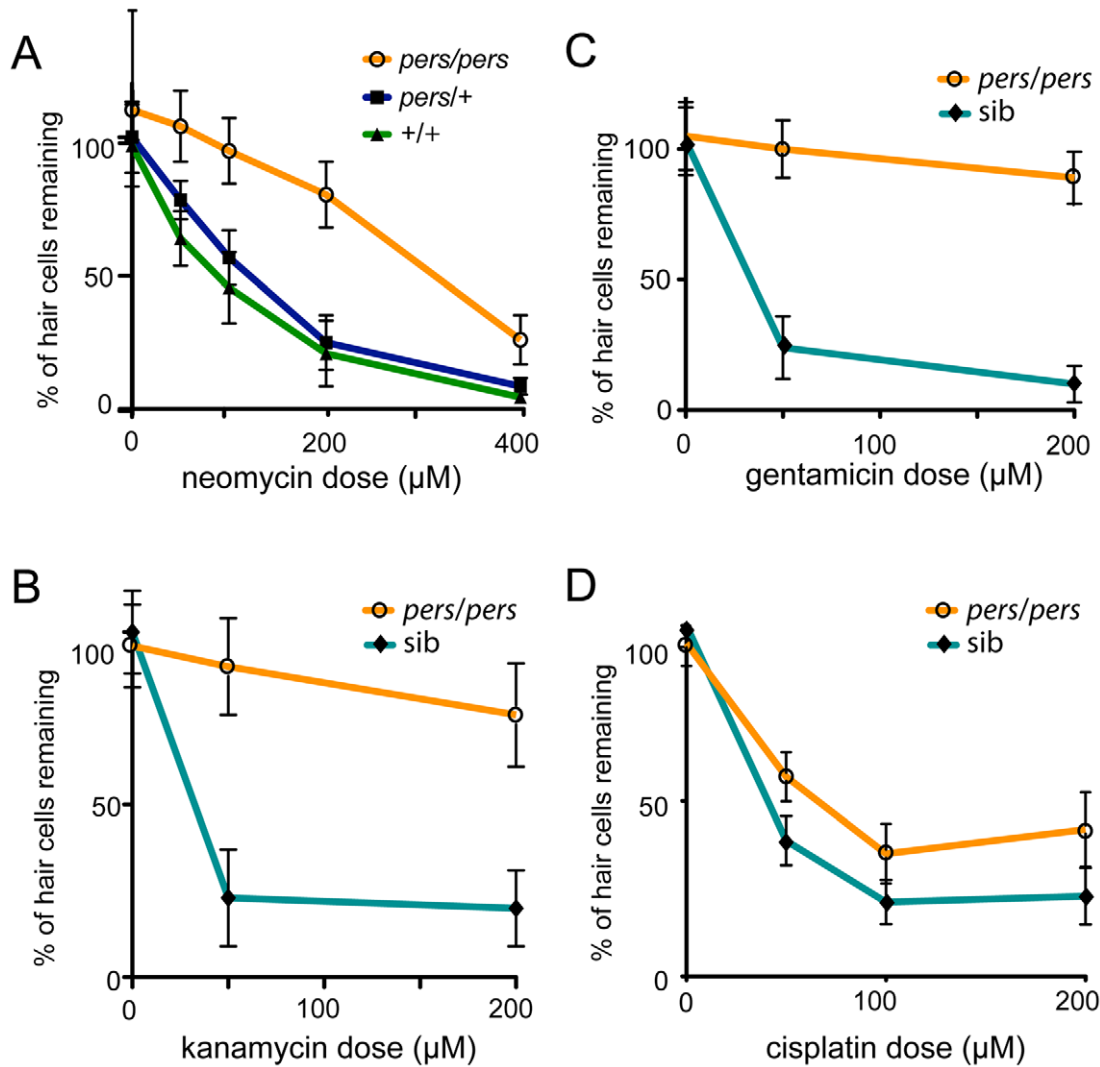 A
pers/pers
pers/+
+/+
% of hair cells remaining
100
50
0
0
200
400
neomycin dose (µM)
C
pers/pers
sib
% of hair cells remaining
100
50
0
0
100
200
gentamicin dose (µM)
B
pers/pers
sib
% of hair cells remaining
100
50
0
0
100
200
kanamycin dose (µM)
D
pers/pers
sib
% of hair cells remaining
100
50
0
0
100
200
cisplatin dose (µM)